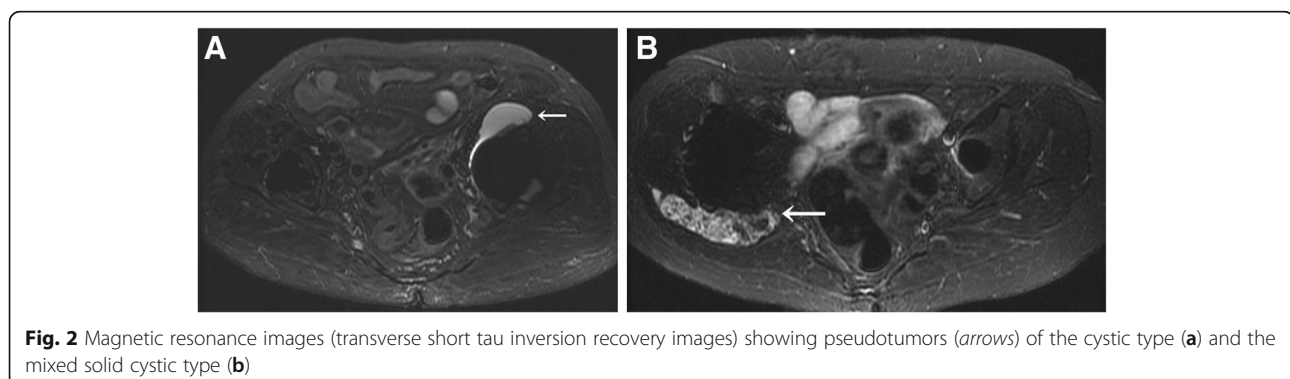 A
B
Fig. 2 Magnetic resonance images (transverse short tau inversion recovery images) showing pseudotumors (arrows) of the cystic type (a) and the
mixed solid cystic type (b)